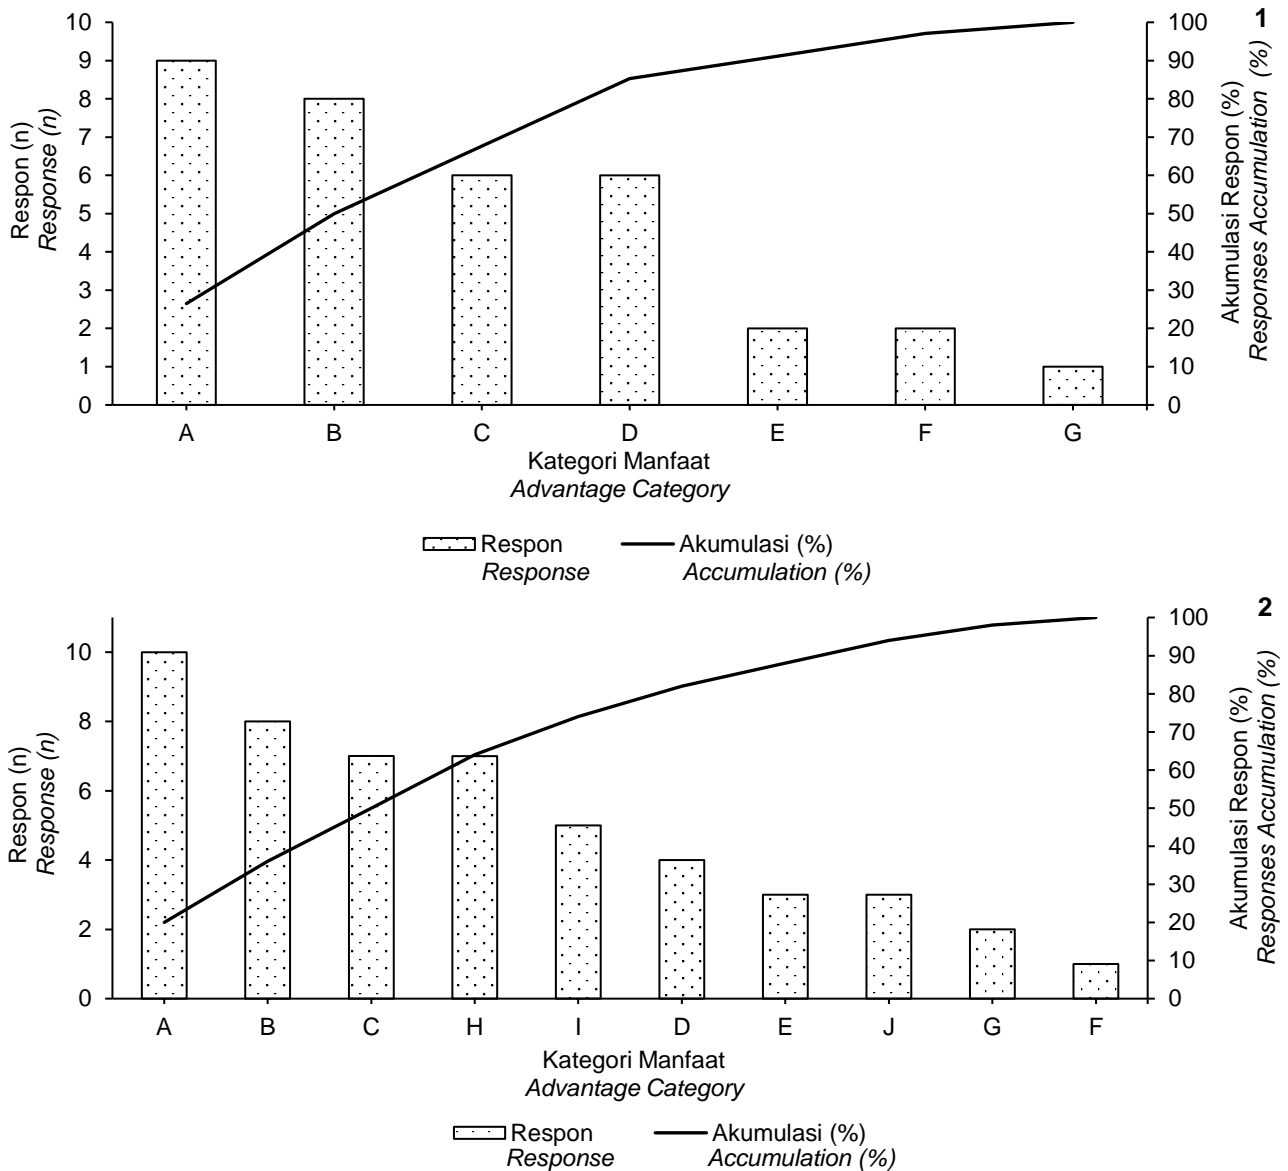 1
10
9
8
7
6
5
4
3
2
1
0
Respon (n)
Response (n)
100
90
80
70
60
50
40
30
20
10
0
Akumulasi Respon (%)
Responses Accumulation (%)
A B C D E F G
Kategori Manfaat
Advantage Category
Respon Akumulasi (%)
Response Accumulation (%)
2
10
8
6
4
2
0
Respon (n)
Response (n)
100
90
80
70
60
50
40
30
20
10
0
Akumulasi Respon (%)
Responses Accumulation (%)
A B C H I D E J G F
Kategori Manfaat
Advantage Category
Respon Akumulasi (%)
Response Accumulation (%)